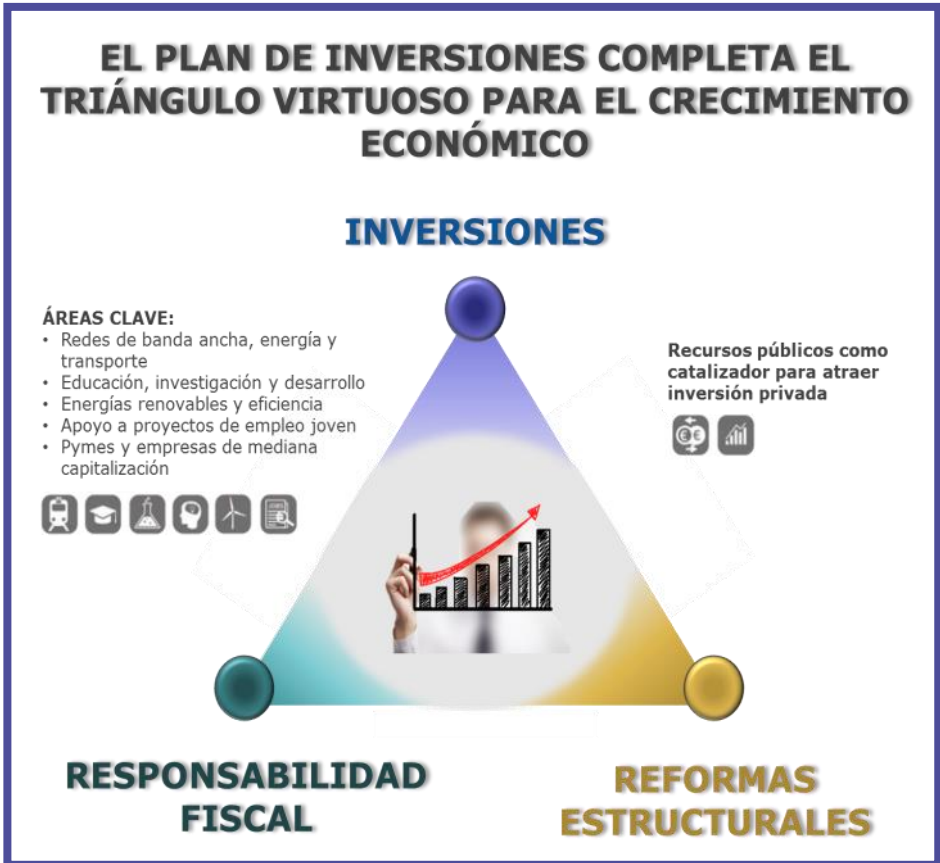 EL PLAN DE INVERSIONES COMPLETA EL
TRIÁNGULO VIRTUOSO PARA EL CRECIMIENTO
ECONÓMICO
INVERSIONES
ÁREAS CLAVE:
• Redes de banda ancha, energía y
transporte
• Educación, investigación y desarrollo
• Energías renovables y eficiencia
• Apoyo a proyectos de empleo joven
• Pymes y empresas de mediana
capitalización
Recursos públicos como
catalizador para atraer
inversión privada
RESPONSABILIDAD
FISCAL
REFORMAS
ESTRUCTURALES